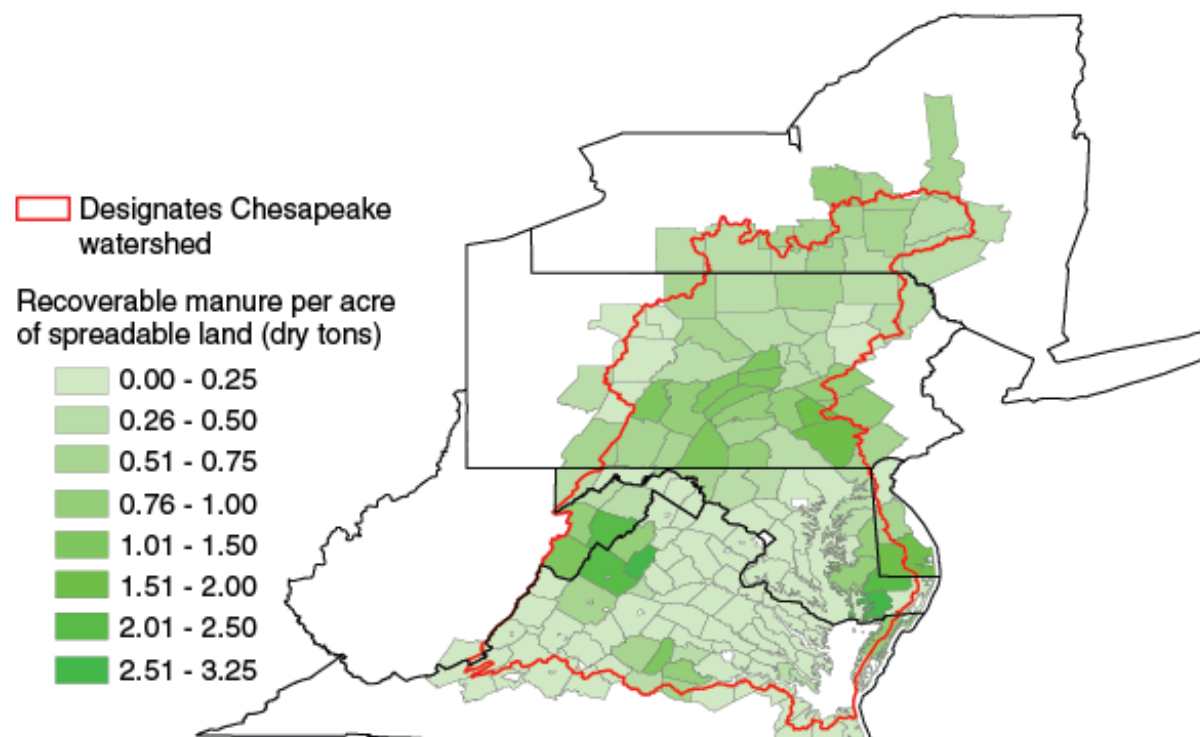 Designates Chesapeake
watershed
Recoverable manure per acre
of spreadable land (dry tons)
0.00 - 0.25
0.26 - 0.50
0.51 - 0.75
0.76 - 1.00
1.01 - 1.50
1.51 - 2.00
2.01 - 2.50
2.51 - 3.25